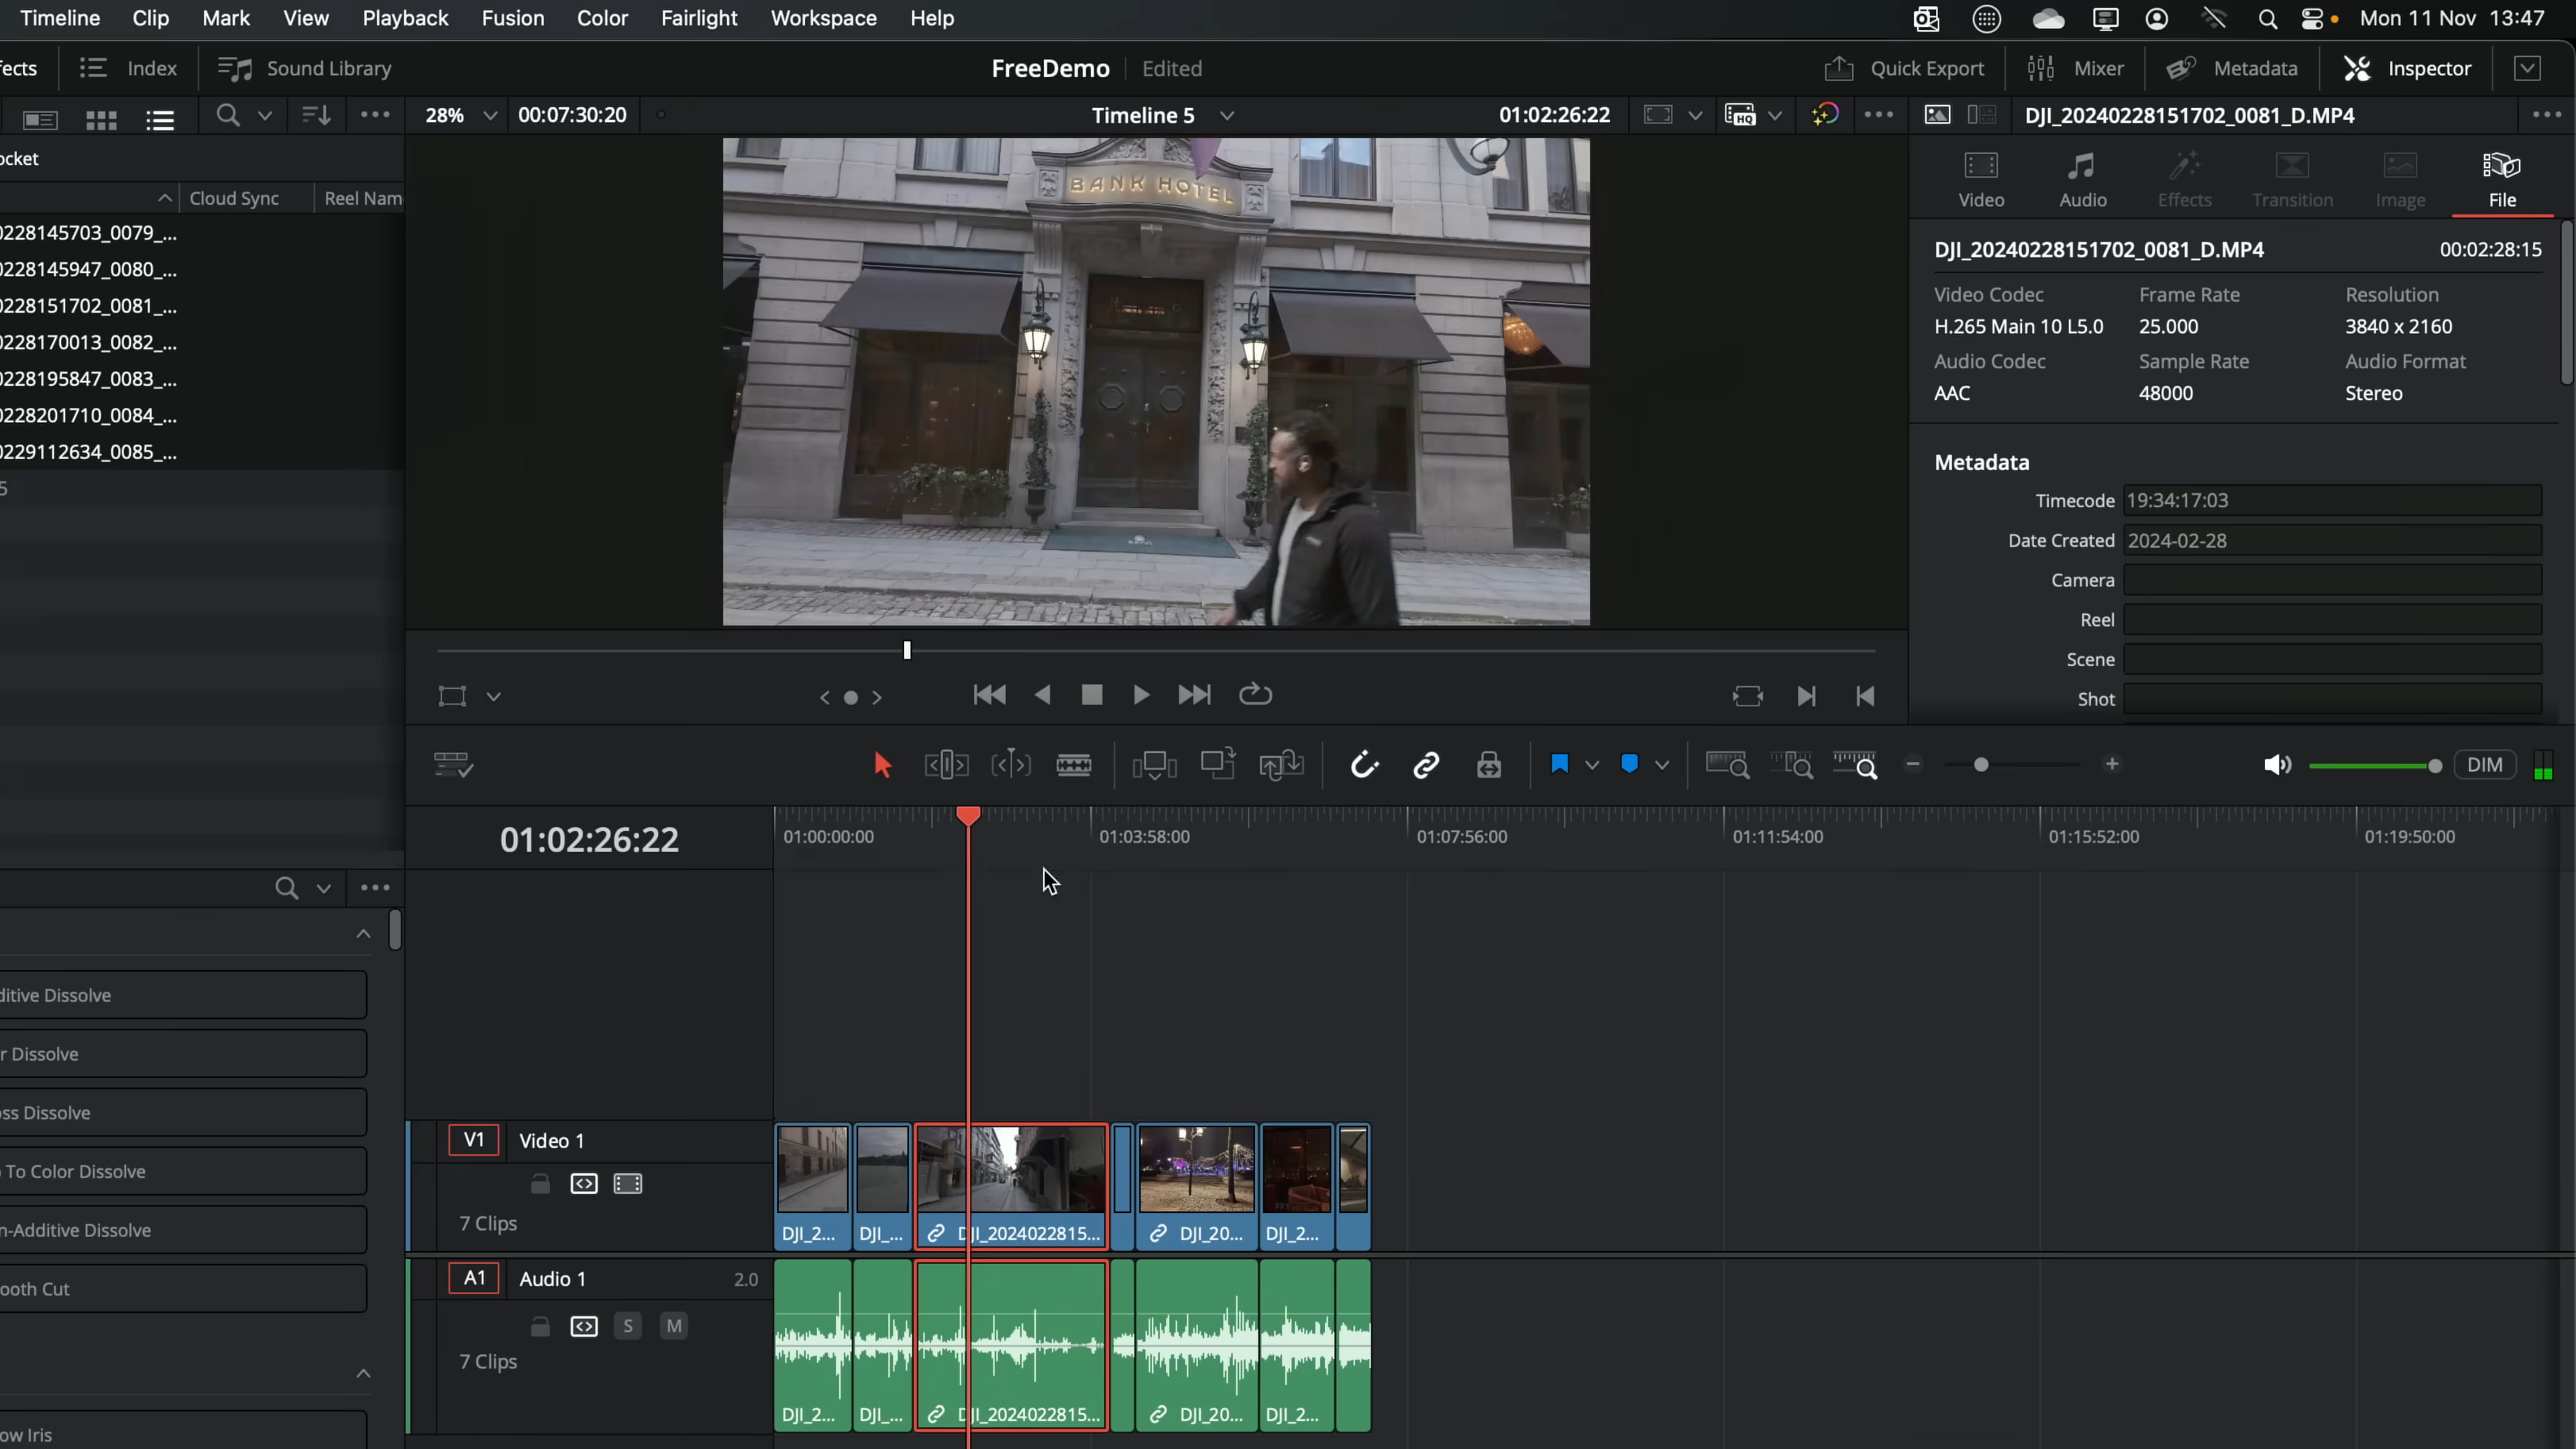 Timeline Clip Mark View Playback Fusion Color Fairlight Workspace Help Mon 11 Nov 13:47
fects Index Sound Library FreeDemo Edited Quick Export Mixer Metadata Inspector
28% 00:07:30:20 Timeline 5 01:02:26:22 HQ DJI_20240228151702_0081_D.MP4
ocket
Cloud Sync Reel Nam
0228145703_0079_...
0228145947_0080_...
0228151702_0081_...
0228170013_0082_...
0228195847_0083_...
0228201710_0084_...
0229112634_0085_...
5
BANK HOTEL
Video Audio Effects Transition Image File
DJI_20240228151702_0081_D.MP4 00:02:28:15
Video Codec Frame Rate Resolution
H.265 Main 10 L5.0 25.000 3840 x 2160
Audio Codec Sample Rate Audio Format
AAC 48000 Stereo
Metadata
Timecode 19:34:17:03
Date Created 2024-02-28
Camera
Reel
Scene
Shot
DIM
01:02:26:22 01:00:00:00 01:03:58:00 01:07:56:00 01:11:54:00 01:15:52:00 01:19:50:00
ditive Dissolve
r Dissolve
oss Dissolve
To Color Dissolve
n-Additive Dissolve
ooth Cut
ow Iris
V1 Video 1
7 Clips
DJI_2... DJI_... DJI_2024022815... DJI_20... DJI_2...
A1 Audio 1 2.0
S M
7 Clips
DJI_2... DJI_... DJI_2024022815... DJI_20... DJI_2...